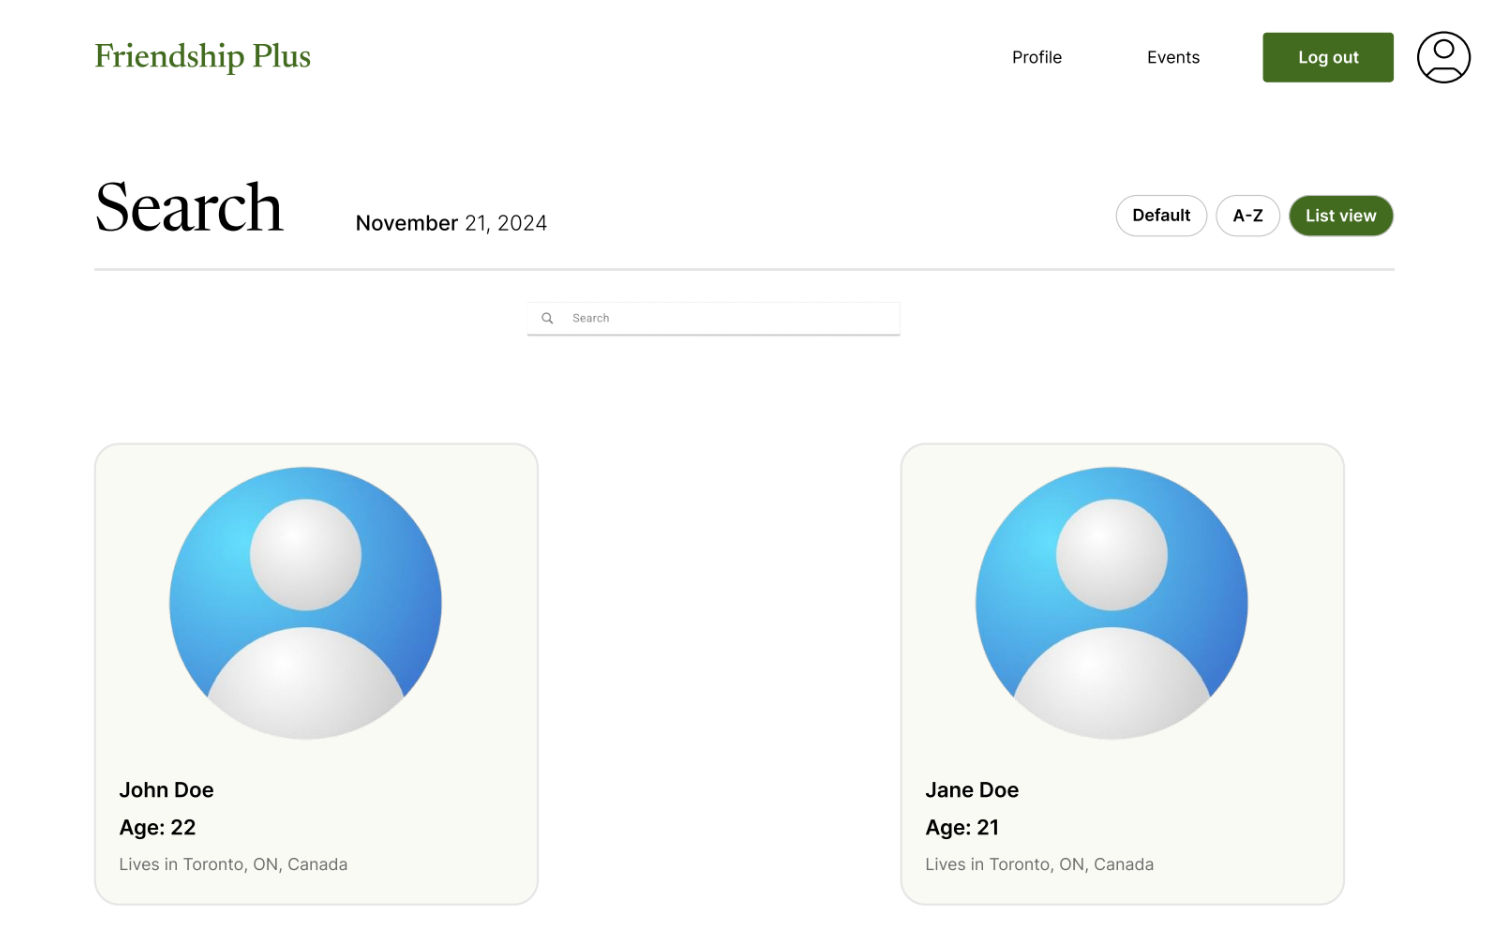 Friendship Plus
Profile
Events
Log out
Search
November 21, 2024
Default
A-Z
List view
Search
John Doe
Age: 22
Lives in Toronto, ON, Canada
Jane Doe
Age: 21
Lives in Toronto, ON, Canada